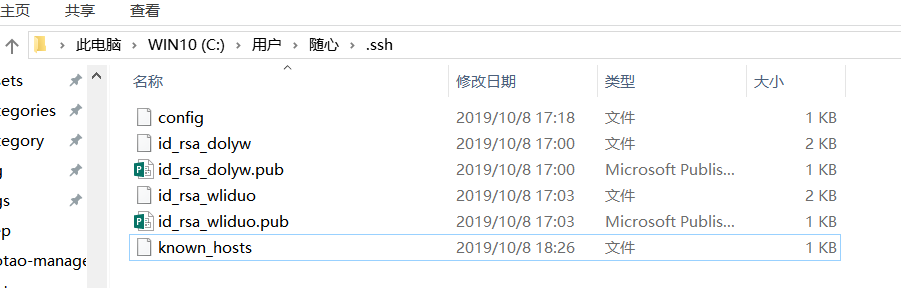 主页 共享 查看
此电脑 › WIN10 (C:) › 用户 › 随心 › .ssh
名称 修改日期 类型 大小
sets
tegories
tegory
gs
ep
otao-manage
config 2019/10/8 17:18 文件 1 KB
id_rsa_dolyw 2019/10/8 17:00 文件 2 KB
id_rsa_dolyw.pub 2019/10/8 17:00 Microsoft Publis... 1 KB
id_rsa_wliduo 2019/10/8 17:03 文件 2 KB
id_rsa_wliduo.pub 2019/10/8 17:03 Microsoft Publis... 1 KB
known_hosts 2019/10/8 18:26 文件 1 KB